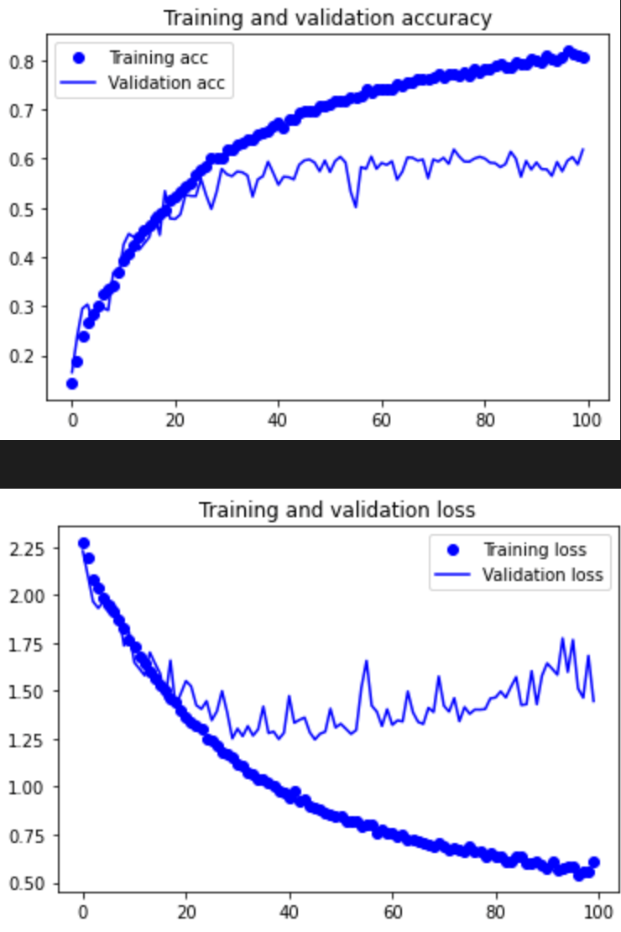 Training and validation accuracy
Training acc
Validation acc
0.8
0.7
0.6
0.5
0.4
0.3
0.2
0 20 40 60 80 100
Training and validation loss
Training loss
Validation loss
2.25
2.00
1.75
1.50
1.25
1.00
0.75
0.50
0 20 40 60 80 100